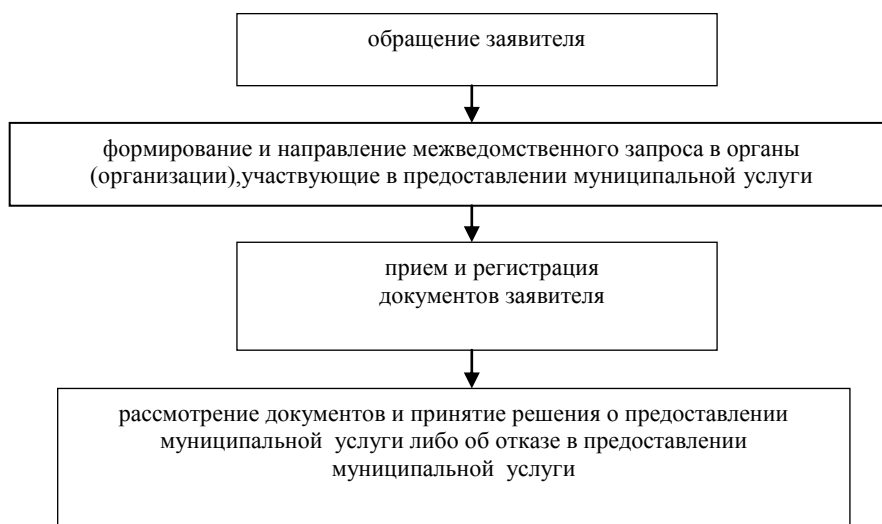 обращение заявителя
формирование и направление межведомственного запроса в органы
(организации),участвующие в предоставлении муниципальной услуги
прием и регистрация
документов заявителя
рассмотрение документов и принятие решения о предоставлении
муниципальной услуги либо об отказе в предоставлении
муниципальной услуги